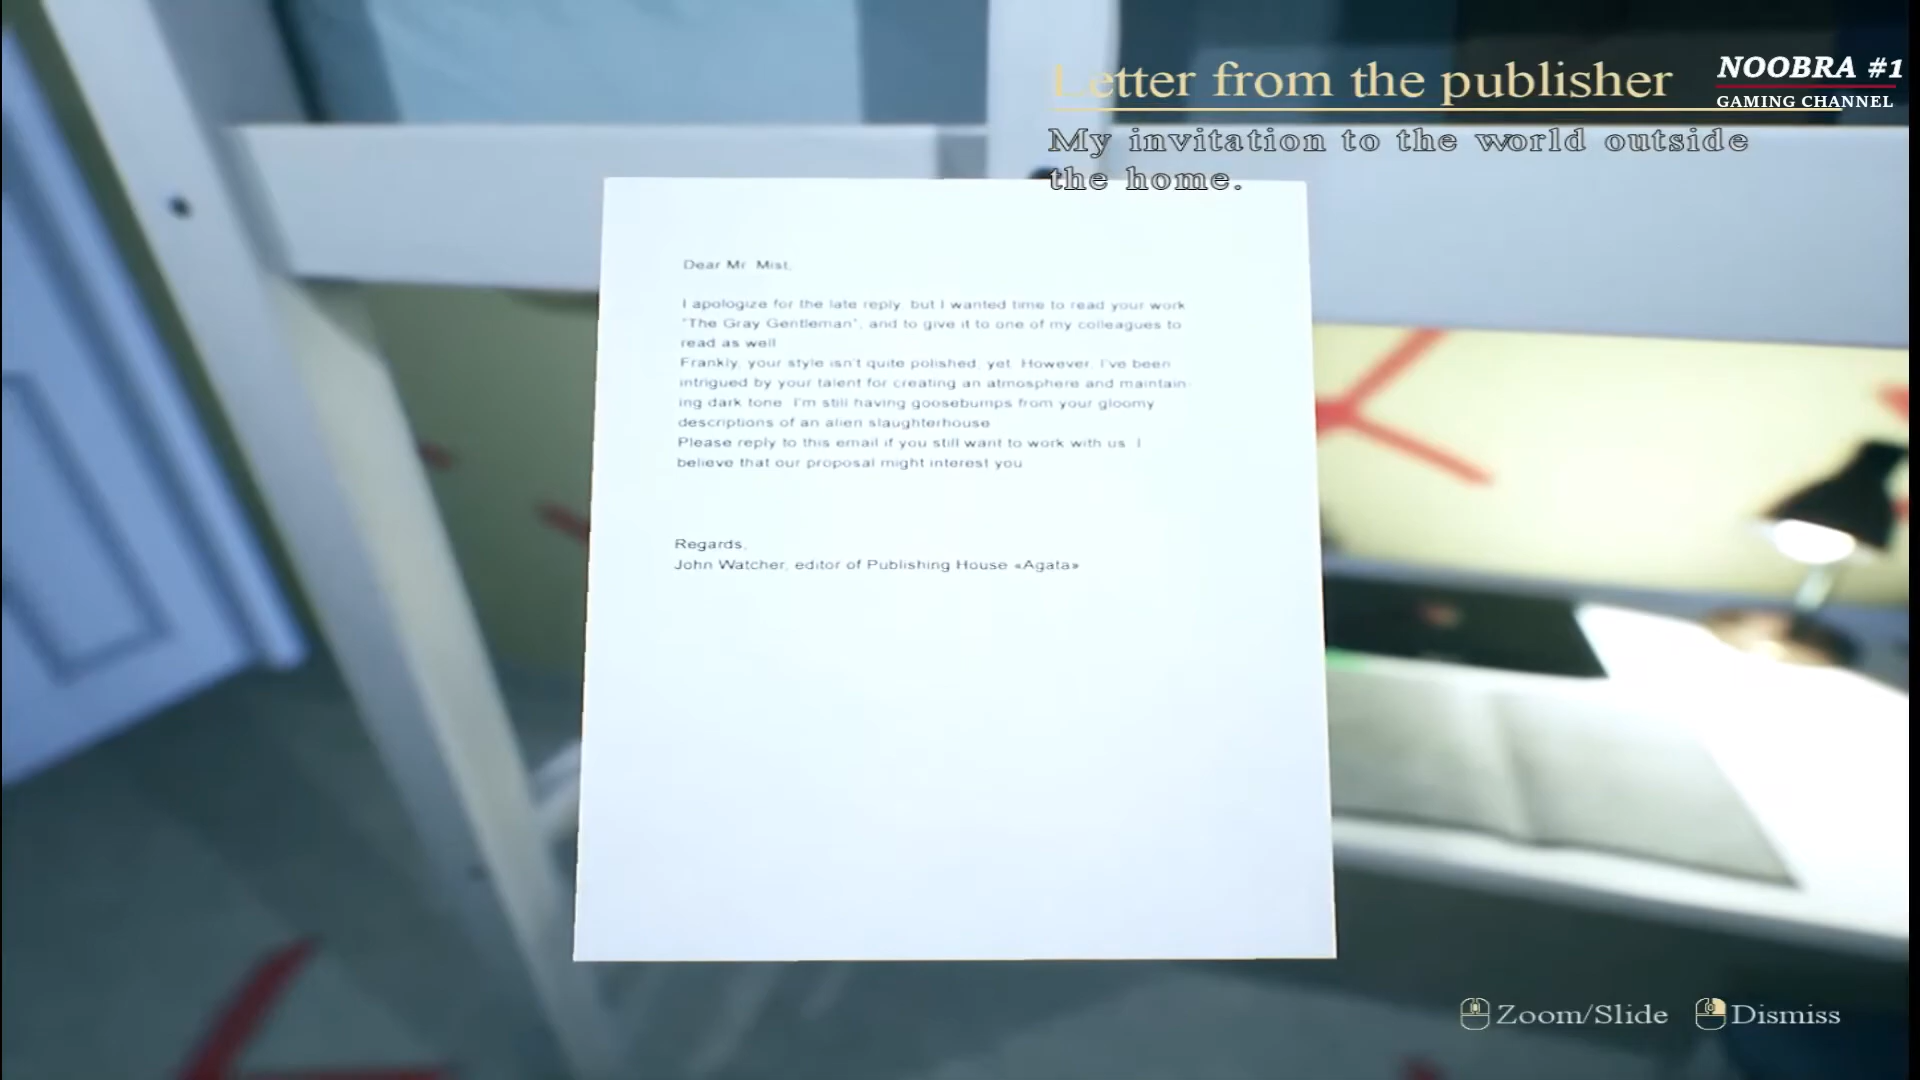 Letter from the publisher
NOOBRA #1
GAMING CHANNEL
My invitation to the world outside
the home.
Dear Mr. Mist,
I apologize for the late reply, but I wanted time to read your work
"The Gray Gentleman", and to give it to one of my colleagues to
read as well.
Frankly, your style isn't quite polished, yet. However, I've been
intrigued by your talent for creating an atmosphere and maintain-
ing dark tone. I'm still having goosebumps from your gloomy
descriptions of an alien slaughterhouse.
Please reply to this email if you still want to work with us. I
believe that our proposal might interest you.
Regards,
John Watcher, editor of Publishing House «Agata»
Zoom/Slide
Dismiss